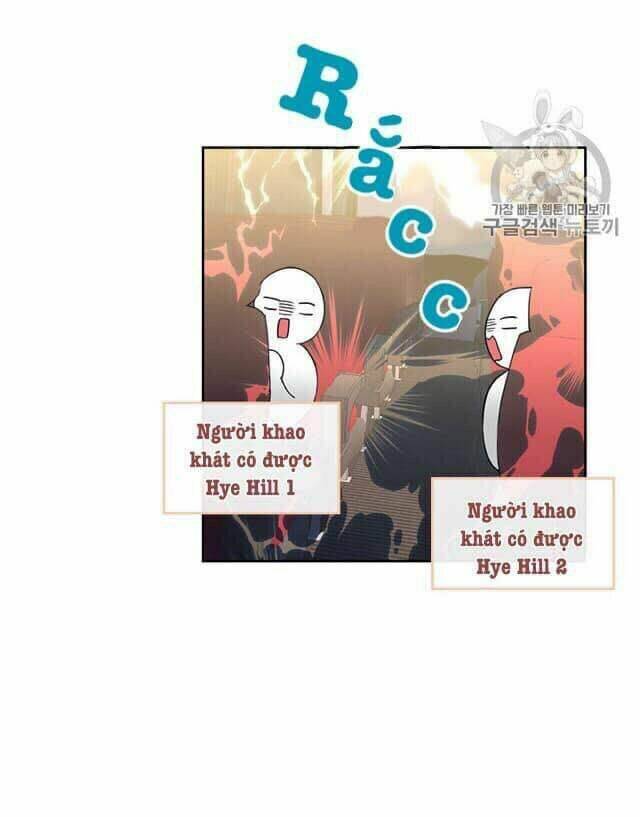 Rắcc
가장 빠른 웹툰 미리보기
구글검색 뉴토끼
Người khao
khát có được
Hye Hill 1
Người khao
khát có được
Hye Hill 2